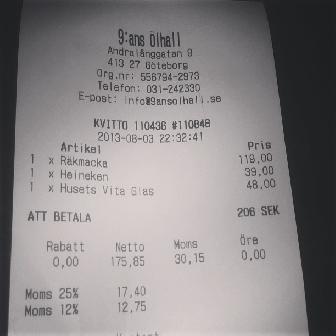 9:ans Ölhall
Andralånggatan 9
413 27 Göteborg
Org.nr: 556794-2973
Telefon: 031-242330
E-post: info@9ansolhall.se
KVITTO 110436 #110848
2013-08-03 22:32:41
Artikel Pris
1 x Räkmacka 119,00
1 x Heineken 39,00
1 x Husets Vita Glas 48,00
ATT BETALA 206 SEK
Rabatt Netto Moms Öre
0,00 175,85 30,15 0,00
Moms 25% 17,40
Moms 12% 12,75